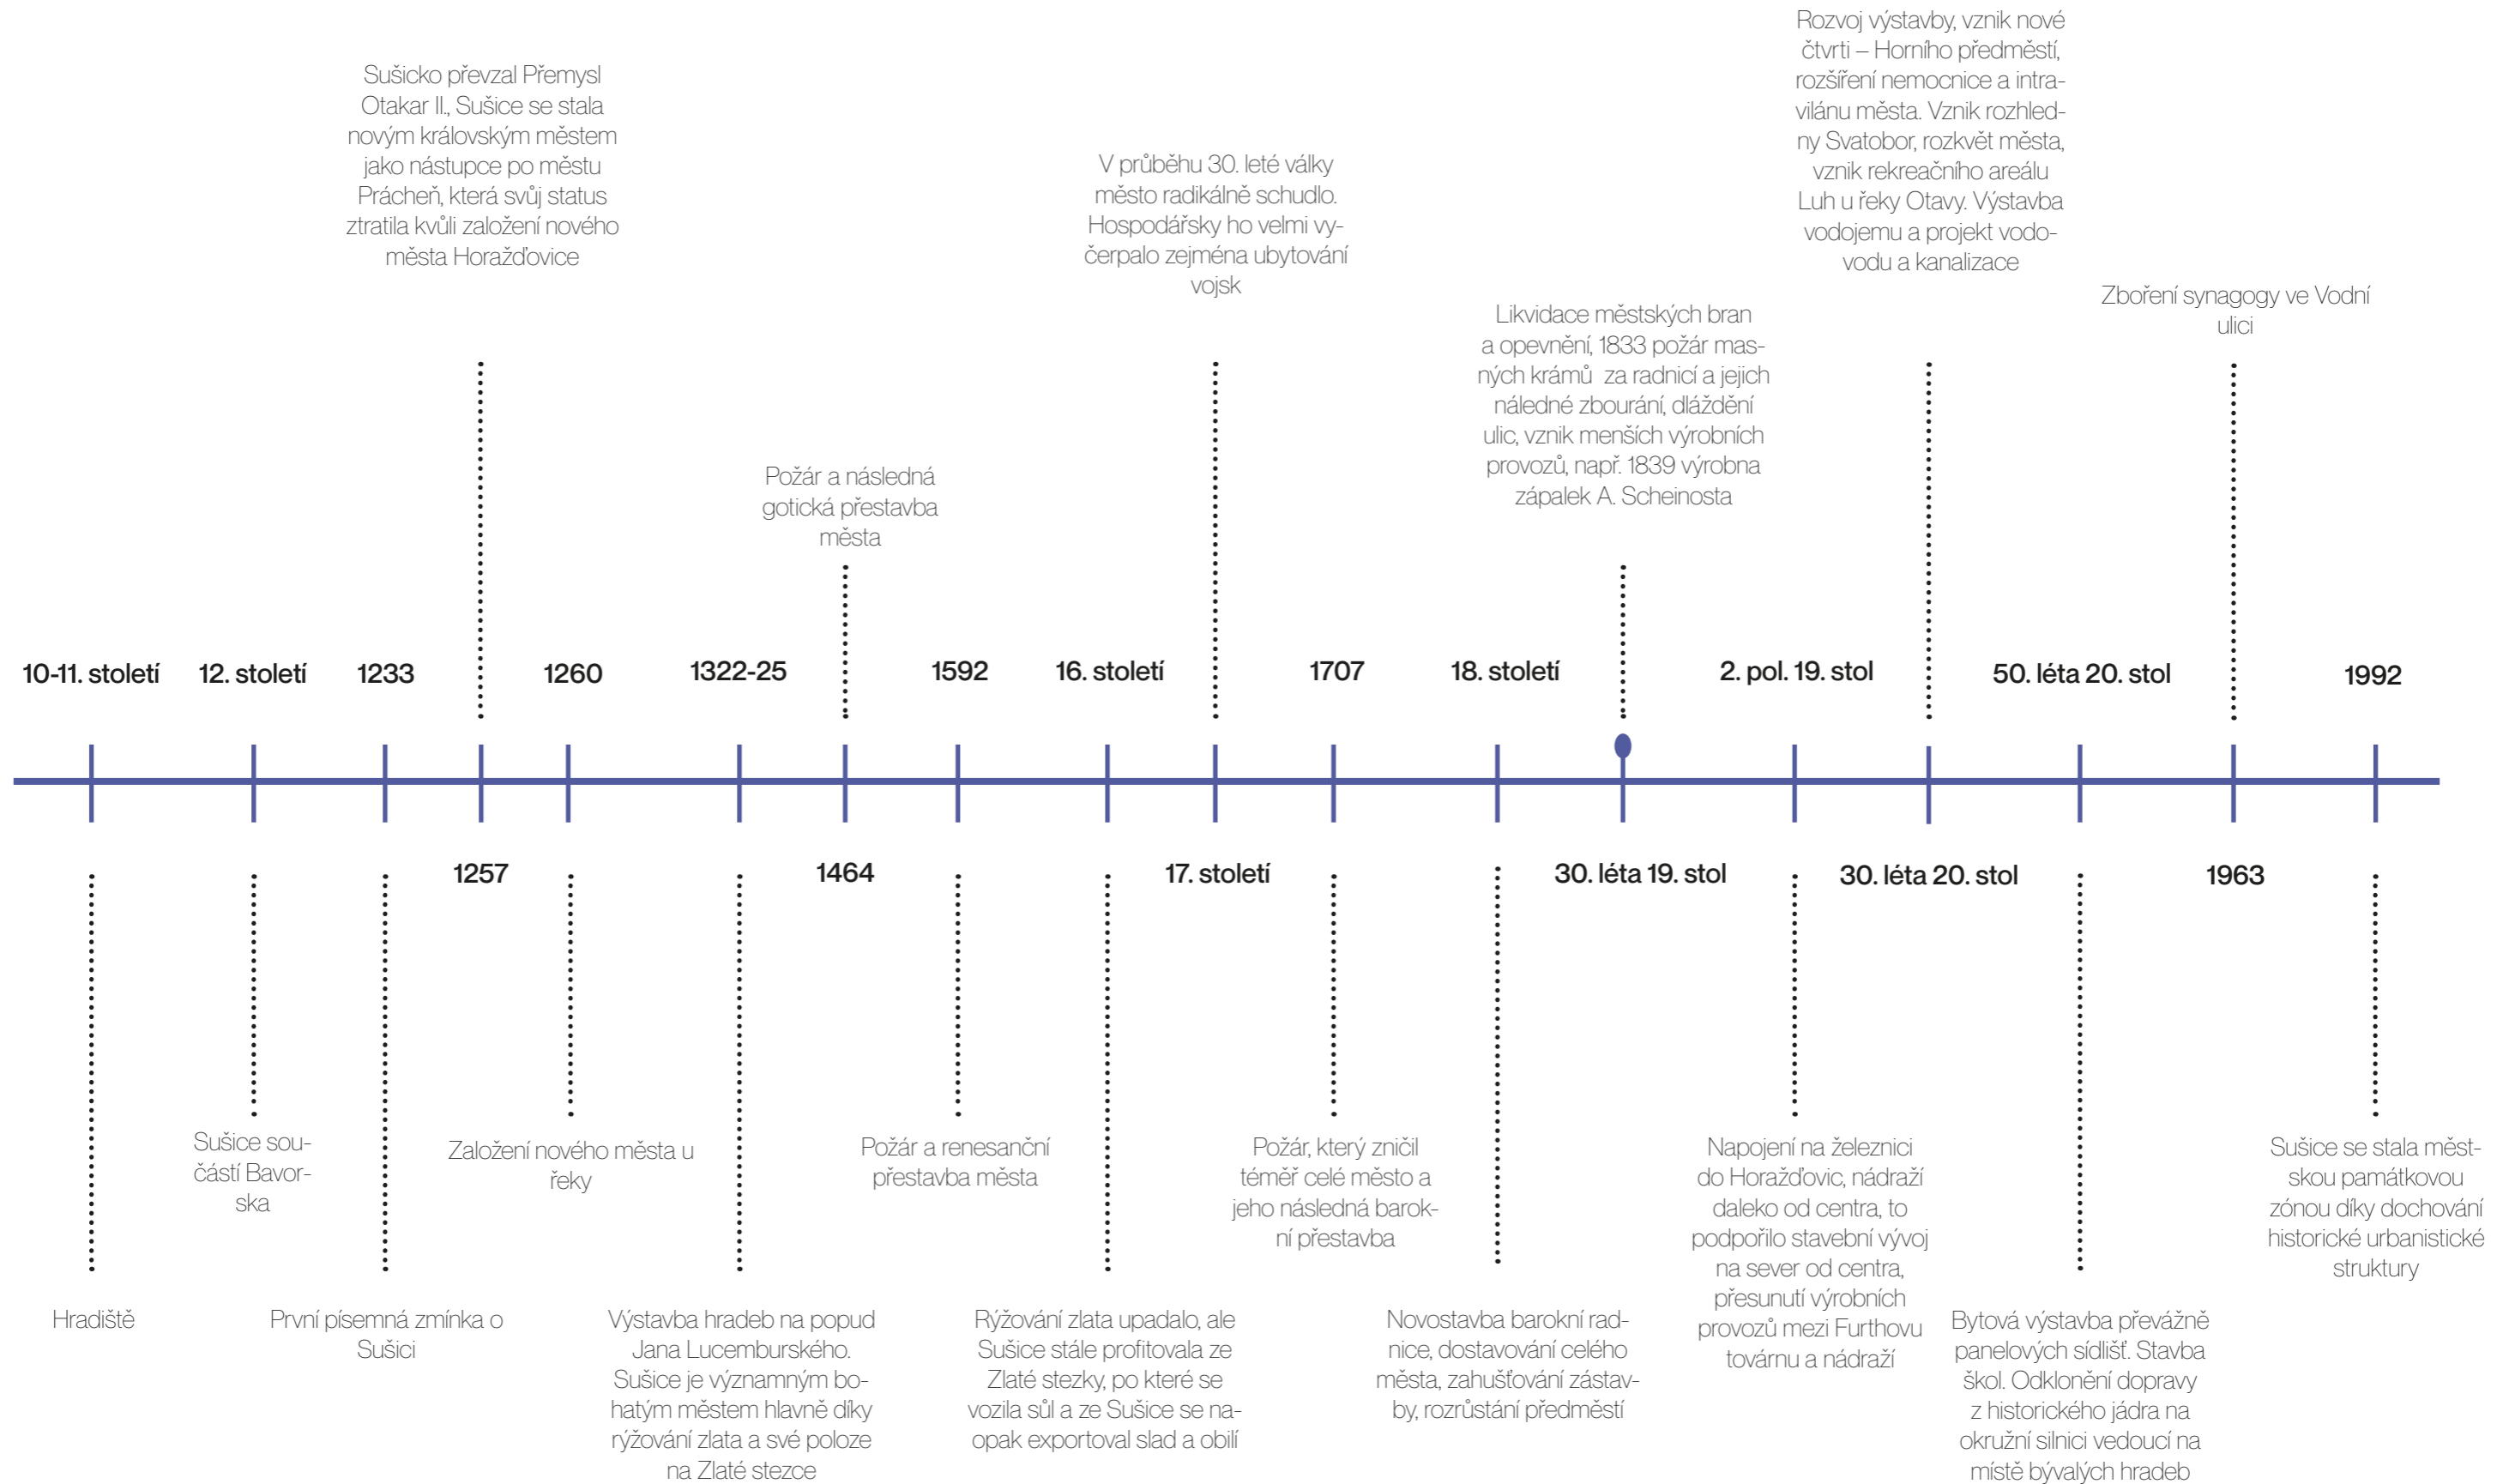 Rozvoj výstavby, vznik nové
čtvrti – Horního předměstí,
rozšíření nemocnice a intra-
vilánu města. Vznik rozhled-
ny Svatobor, rozkvět města,
vznik rekreačního areálu
Luh u řeky Otavy. Výstavba
vodojemu a projekt vodo-
vodu a kanalizace
Sušicko převzal Přemysl
Otakar II., Sušice se stala
novým královským městem
jako nástupce po městu
Prácheň, která svůj status
ztratila kvůli založení nového
města Horažďovice
V průběhu 30. leté války
město radikálně schudlo.
Hospodářsky ho velmi vy-
čerpalo zejména ubytování
vojsk
Zboření synagogy ve Vodní
ulici
Likvidace městských bran
a opevnění, 1833 požár mas-
ných krámů za radnicí a jejich
náledné zbourání, dláždění
ulic, vznik menších výrobních
provozů, např. 1839 výrobna
zápalek A. Scheinosta
Požár a následná
gotická přestavba
města
10-11. století 12. století 1233 1260 1322-25 1592 16. století 1707 18. století 2. pol. 19. stol 50. léta 20. stol 1992
1257 1464 17. století 30. léta 19. stol 30. léta 20. stol 1963
Sušice sou-
částí Bavor-
ska
Založení nového města u
řeky
Požár a renesanční
přestavba města
Požár, který zničil
téměř celé město a
jeho následná barok-
ní přestavba
Napojení na železnici
do Horažďovic, nádraží
daleko od centra, to
podpořilo stavební vývoj
na sever od centra,
přesunutí výrobních
provozů mezi Furthovu
továrnu a nádraží
Sušice se stala měst-
skou památkovou
zónou díky dochování
historické urbanistické
struktury
Hradiště
První písemná zmínka o
Sušici
Výstavba hradeb na popud
Jana Lucemburského.
Sušice je významným bo-
hatým městem hlavně díky
rýžování zlata a své poloze
na Zlaté stezce
Rýžování zlata upadalo, ale
Sušice stále profitovala ze
Zlaté stezky, po které se
vozila sůl a ze Sušice se na-
opak exportoval slad a obilí
Novostavba barokní rad-
nice, dostavování celého
města, zahušťování zástav-
by, rozrůstání předměstí
Bytová výstavba převážně
panelových sídlišť. Stavba
škol. Odklonění dopravy
z historického jádra na
okružní silnici vedoucí na
místě bývalých hradeb